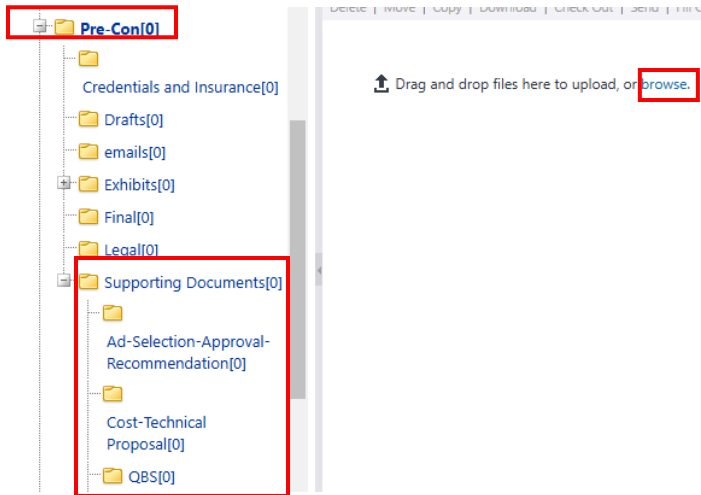 Delete | Move | Copy | Download | Check Out | Send |
Pre-Con[0]
Credentials and Insurance[0]
Drafts[0]
emails[0]
Exhibits[0]
Final[0]
Legal[0]
Supporting Documents[0]
Ad-Selection-Approval-
Recommendation[0]
Cost-Technical
Proposal[0]
QBS[0]
Drag and drop files here to upload, or browse.